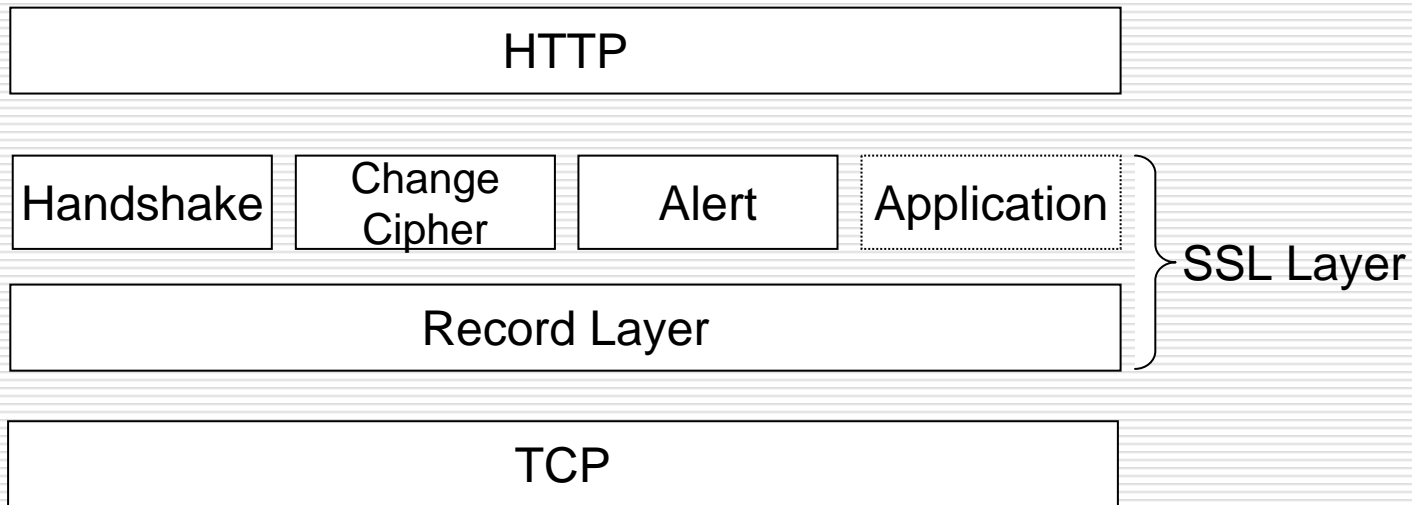 HTTP
Handshake
Change
Cipher
Alert
Application
SSL Layer
Record Layer
TCP